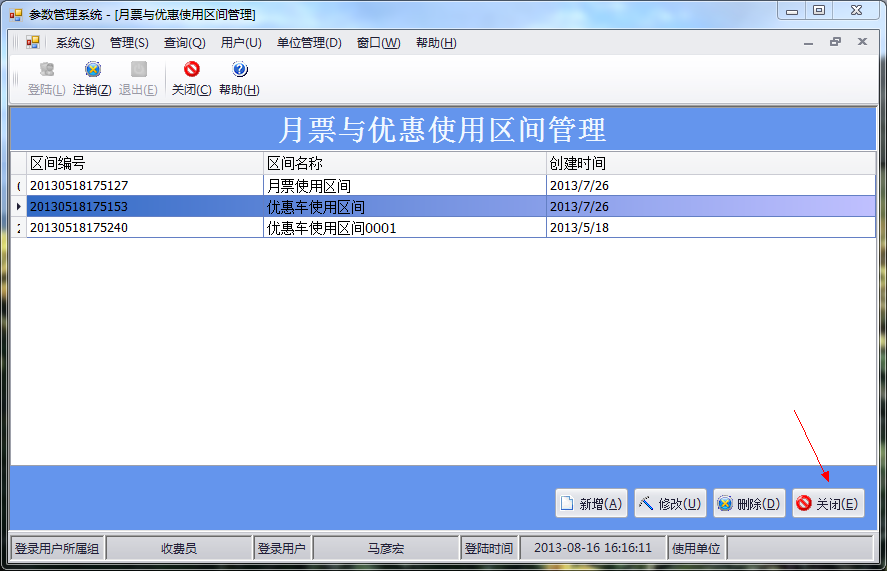 参数管理系统 - [月票与优惠使用区间管理]
系统(S) 管理(S) 查询(Q) 用户(U) 单位管理(D) 窗口(W) 帮助(H)
登陆(L) 注销(Z) 退出(E) 关闭(C) 帮助(H)
月票与优惠使用区间管理
区间编号 区间名称 创建时间
20130518175127 月票使用区间 2013/7/26
20130518175153 优惠车使用区间 2013/7/26
20130518175240 优惠车使用区间0001 2013/5/18
新增(A) 修改(U) 删除(D) 关闭(E)
登录用户所属组 收费员 登录用户 马彦宏 登陆时间 2013-08-16 16:16:11 使用单位